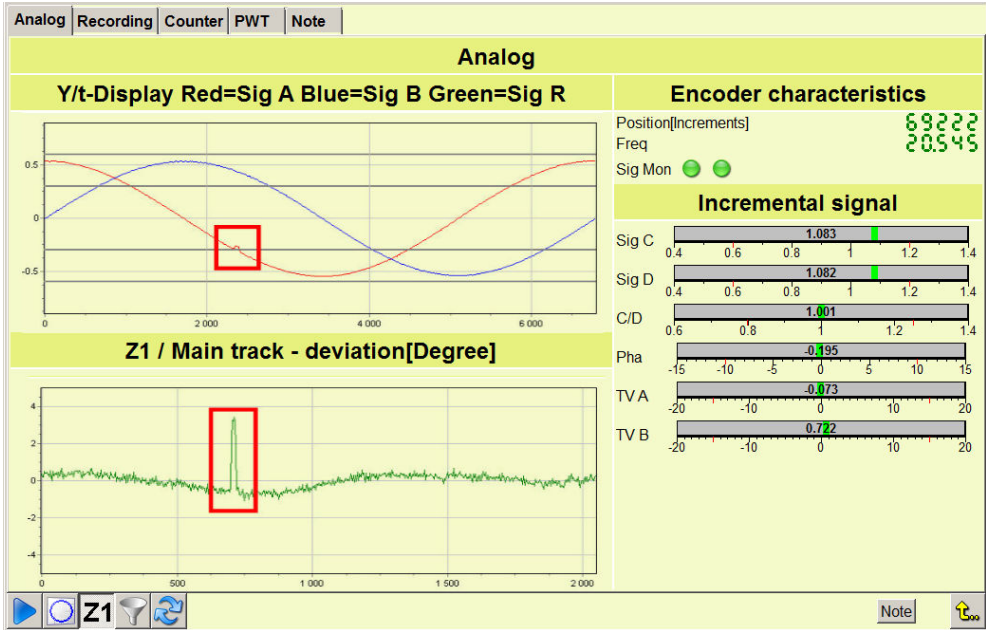 Analog Recording Counter PWT Note
Analog
Y/t-Display Red=Sig A Blue=Sig B Green=Sig R
0.5
0
-0.5
0 2 000 4 000 6 000
Z1 / Main track - deviation[Degree]
4
2
0
-2
-4
0 500 1 000 1 500 2 000
Encoder characteristics
Position[Increments] 69222
Freq 20.545
Sig Mon
Incremental signal
Sig C 1.083
0.4 0.6 0.8 1 1.2 1.4
Sig D 1.082
0.4 0.6 0.8 1 1.2 1.4
C/D 1.001
0.6 0.8 1 1.2 1.4
Pha -0.195
-15 -10 -5 0 5 10 15
TV A -0.073
-20 -10 0 10 20
TV B 0.722
-20 -10 0 10 20
Z1 Note